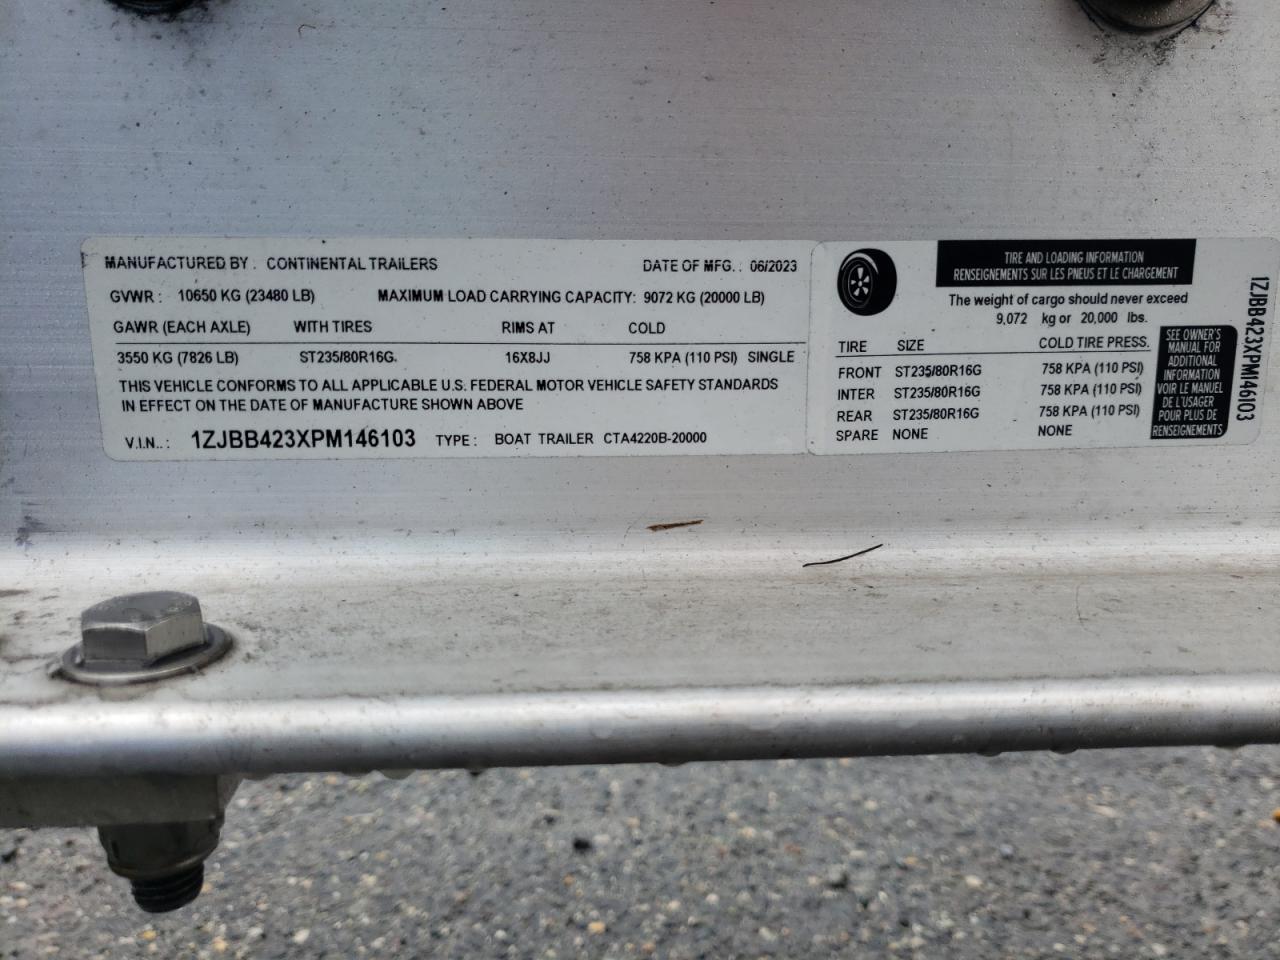 MANUFACTURED BY . CONTINENTAL TRAILERS DATE OF MFG. : 06/2023
GVWR : 10650 KG (23480 LB) MAXIMUM LOAD CARRYING CAPACITY: 9072 KG (20000 LB)
GAWR (EACH AXLE) WITH TIRES RIMS AT COLD
3550 KG (7826 LB) ST235/80R16G. 16X8JJ 758 KPA (110 PSI) SINGLE
THIS VEHICLE CONFORMS TO ALL APPLICABLE U.S. FEDERAL MOTOR VEHICLE SAFETY STANDARDS
IN EFFECT ON THE DATE OF MANUFACTURE SHOWN ABOVE
V.I.N..: 1ZJBB423XPM146103 TYPE: BOAT TRAILER CTA4220B-20000
TIRE AND LOADING INFORMATION
RENSEIGNEMENTS SUR LES PNEUS ET LE CHARGEMENT
The weight of cargo should never exceed
9,072 kg or 20,000 lbs.
TIRE SIZE COLD TIRE PRESS.
FRONT ST235/80R16G 758 KPA (110 PSI)
INTER ST235/80R16G 758 KPA (110 PSI)
REAR ST235/80R16G 758 KPA (110 PSI)
SPARE NONE NONE
SEE OWNER'S
MANUAL FOR
ADDITIONAL
INFORMATION
VOIR LE MANUEL
DE L'USAGER
POUR PLUS DE
RENSEIGNEMENTS
1ZJBB423XPM146103